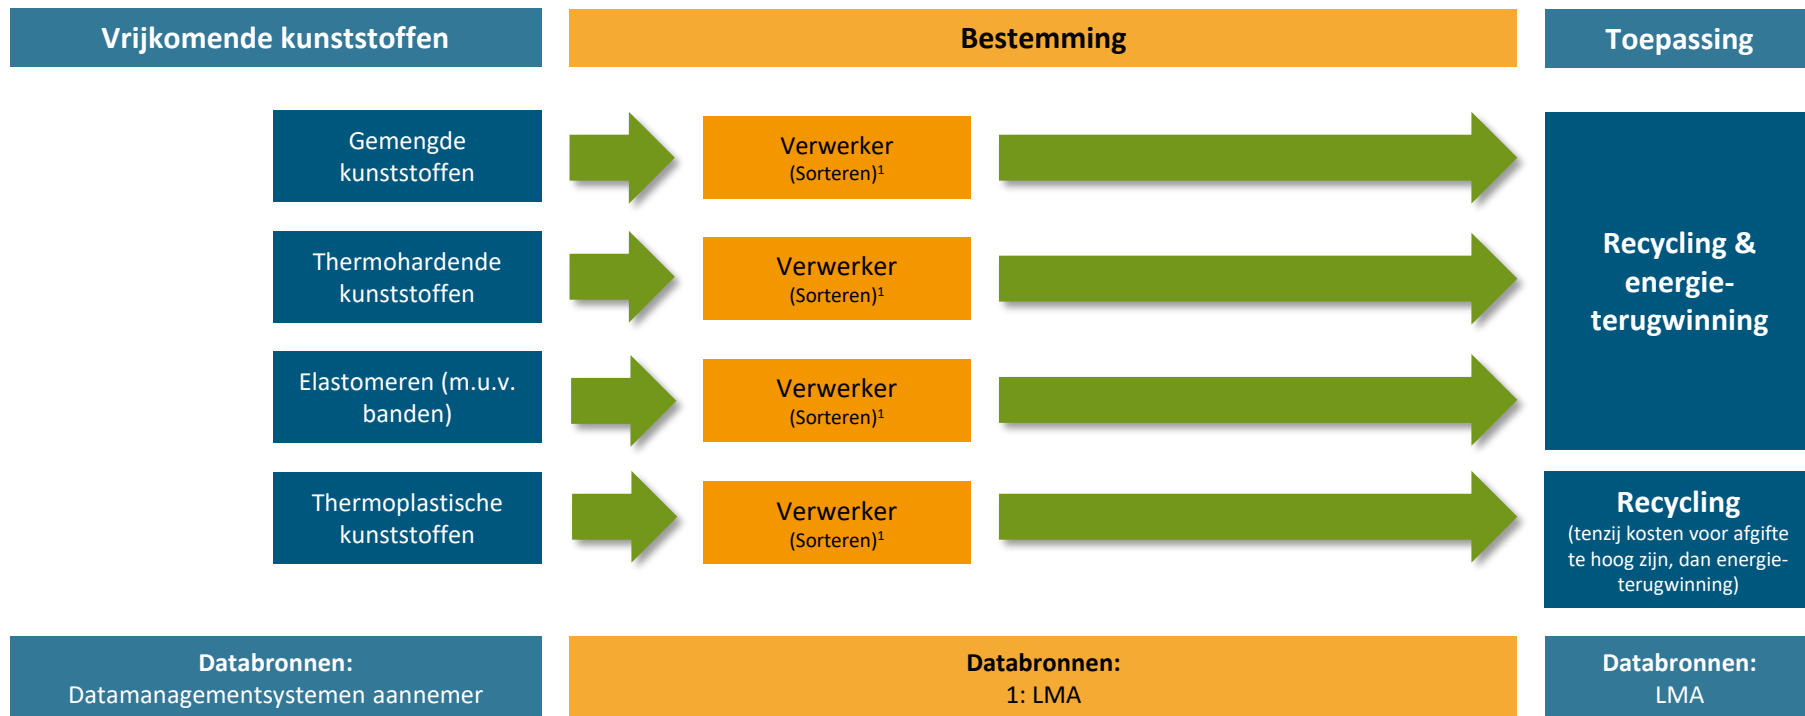 Vrijkomende kunststoffen
Bestemming
Toepassing
Gemengde
kunststoffen
Verwerker
(Sorteren)¹
Thermohardende
kunststoffen
Verwerker
(Sorteren)¹
Elastomeren (m.u.v.
banden)
Verwerker
(Sorteren)¹
Recycling &
energie-
terugwinning
Thermoplastische
kunststoffen
Verwerker
(Sorteren)¹
Recycling
(tenzij kosten voor afgifte
te hoog zijn, dan energie-
terugwinning)
Databronnen:
Datamanagementsystemen aannemer
Databronnen:
1: LMA
Databronnen:
LMA